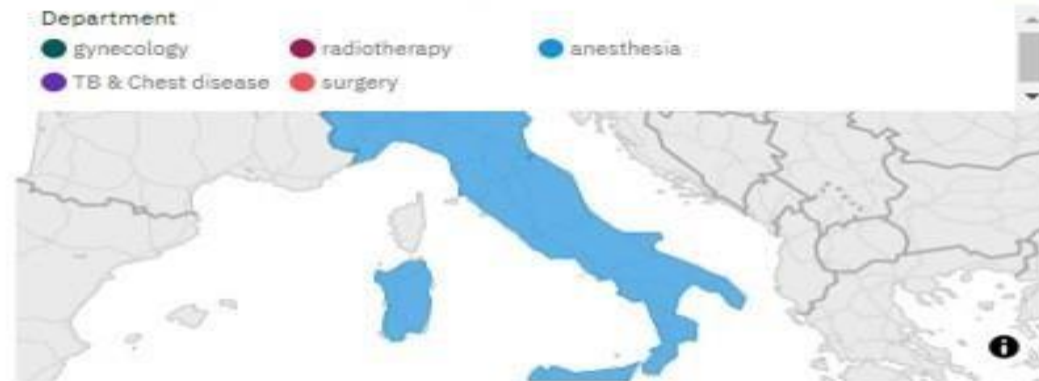 Department
gynecology radiotherapy anesthesia
TB & Chest disease surgery